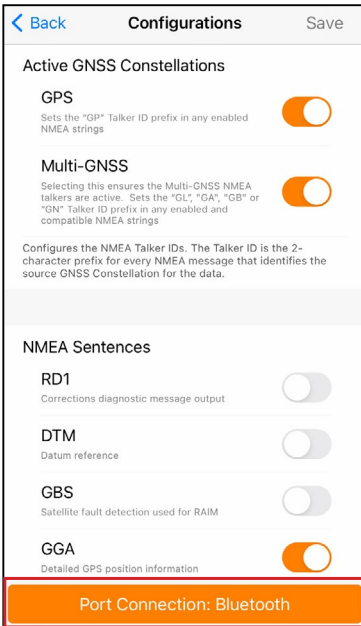 Back
Configurations
Save
Active GNSS Constellations
GPS
Sets the "GP" Talker ID prefix in any enabled
NMEA strings
Multi-GNSS
Selecting this ensures the Multi-GNSS NMEA
talkers are active. Sets the "GL", "GA", "GB" or
"GN" Talker ID prefix in any enabled and
compatible NMEA strings
Configures the NMEA Talker IDs. The Talker ID is the 2-
character prefix for every NMEA message that identifies the
source GNSS Constellation for the data.
NMEA Sentences
RD1
Corrections diagnostic message output
DTM
Datum reference
GBS
Satellite fault detection used for RAIM
GGA
Detailed GPS position information
Port Connection: Bluetooth